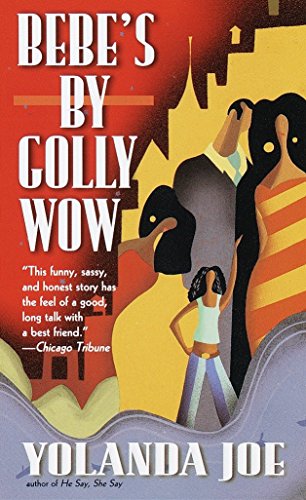 BEBE'S
BY
GOLLY
WOW
"This funny, sassy,
and honest story has
the feel of a good,
long talk with
a best friend."
—Chicago Tribune
YOLANDA JOE
author of He Say, She Say